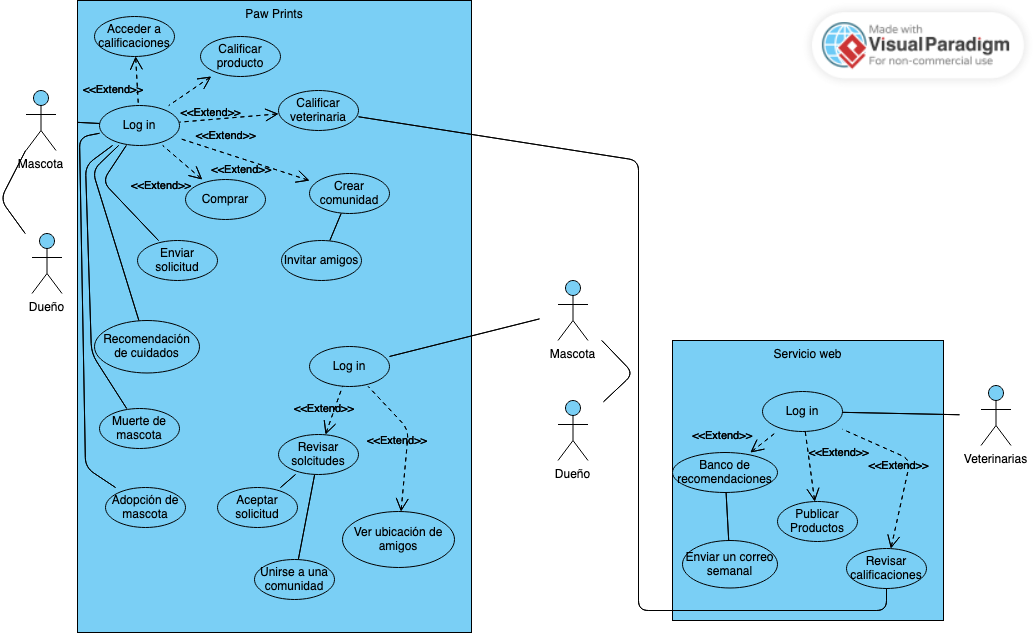 Paw Prints
Made with
VisualParadigm
For non-commercial use
Acceder a
calificaciones
Calificar
producto
<<Extend>>
Calificar
veterinaria
<<Extend>>
Log in
<<Extend>>
Mascota
<<Extend>>
<<Extend>>
Comprar
Crear
comunidad
Enviar
solicitud
Invitar amigos
Dueño
Recomendación
de cuidados
Log in
Mascota
Servicio web
<<Extend>>
Muerte de
mascota
<<Extend>>
Revisar
solcitudes
Dueño
Log in
<<Extend>>
<<Extend>>
<<Extend>>
Veterinarias
Banco de
recomendaciones
Adopción de
mascota
Aceptar
solicitud
Ver ubicación de
amigos
Publicar
Productos
Enviar un correo
semanal
Revisar
calificaciones
Unirse a una
comunidad